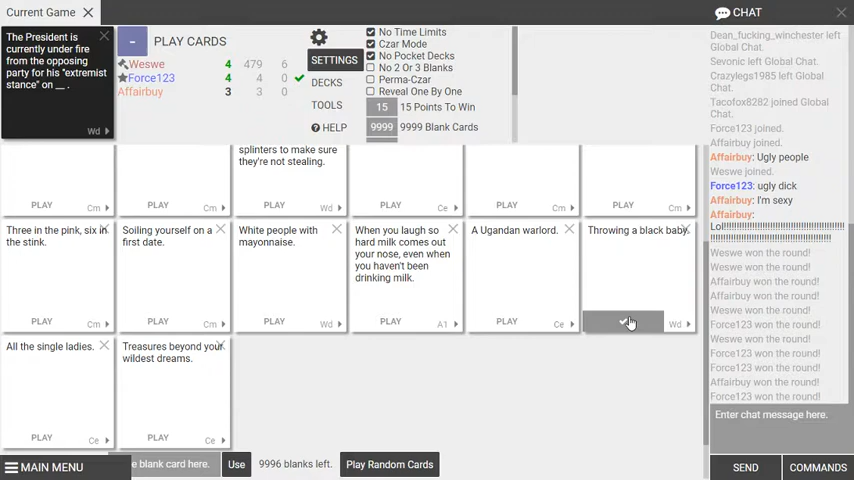 Current Game
CHAT
The President is
currently under fire
from the opposing
party for his "extremist
stance" on __ .
Wd
-
PLAY CARDS
Weswe 4 479 6
Force123 4 4 0
Affairbuy 3 3 0
SETTINGS
DECKS
TOOLS
HELP
No Time Limits
Czar Mode
No Pocket Decks
No 2 Or 3 Blanks
Perma-Czar
Reveal One By One
15 15 Points To Win
9999 9999 Blank Cards
Dean_fucking_winchester left
Global Chat.
Sevonic left Global Chat.
Crazylegs1985 left Global
Chat.
Tacofox8282 joined Global
Chat.
Force123 joined.
Affairbuy joined.
Affairbuy: Ugly people
Weswe joined.
Force123: ugly dick
Affairbuy: I'm sexy
Affairbuy:
Weswe won the round!
Weswe won the round!
Affairbuy won the round!
Affairbuy won the round!
Weswe won the round!
Force123 won the round!
Weswe won the round!
Force123 won the round!
Force123 won the round!
Affairbuy won the round!
Force123 won the round!
Enter chat message here.
SEND
COMMANDS
PLAY Cm
PLAY Cm
splinters to make sure
they're not stealing.
PLAY Wd
PLAY Ce
PLAY Cm
PLAY Cm
Three in the pink, six in
the stink.
PLAY Cm
Soiling yourself on a
first date.
PLAY Cm
White people with
mayonnaise.
PLAY Wd
When you laugh so
hard milk comes out
your nose, even when
you haven't been
drinking milk.
PLAY A1
A Ugandan warlord.
PLAY Ce
Throwing a black baby.
Wd
All the single ladies.
PLAY Ce
Treasures beyond your
wildest dreams.
PLAY Ce
MAIN MENU
blank card here.
Use
9996 blanks left.
Play Random Cards